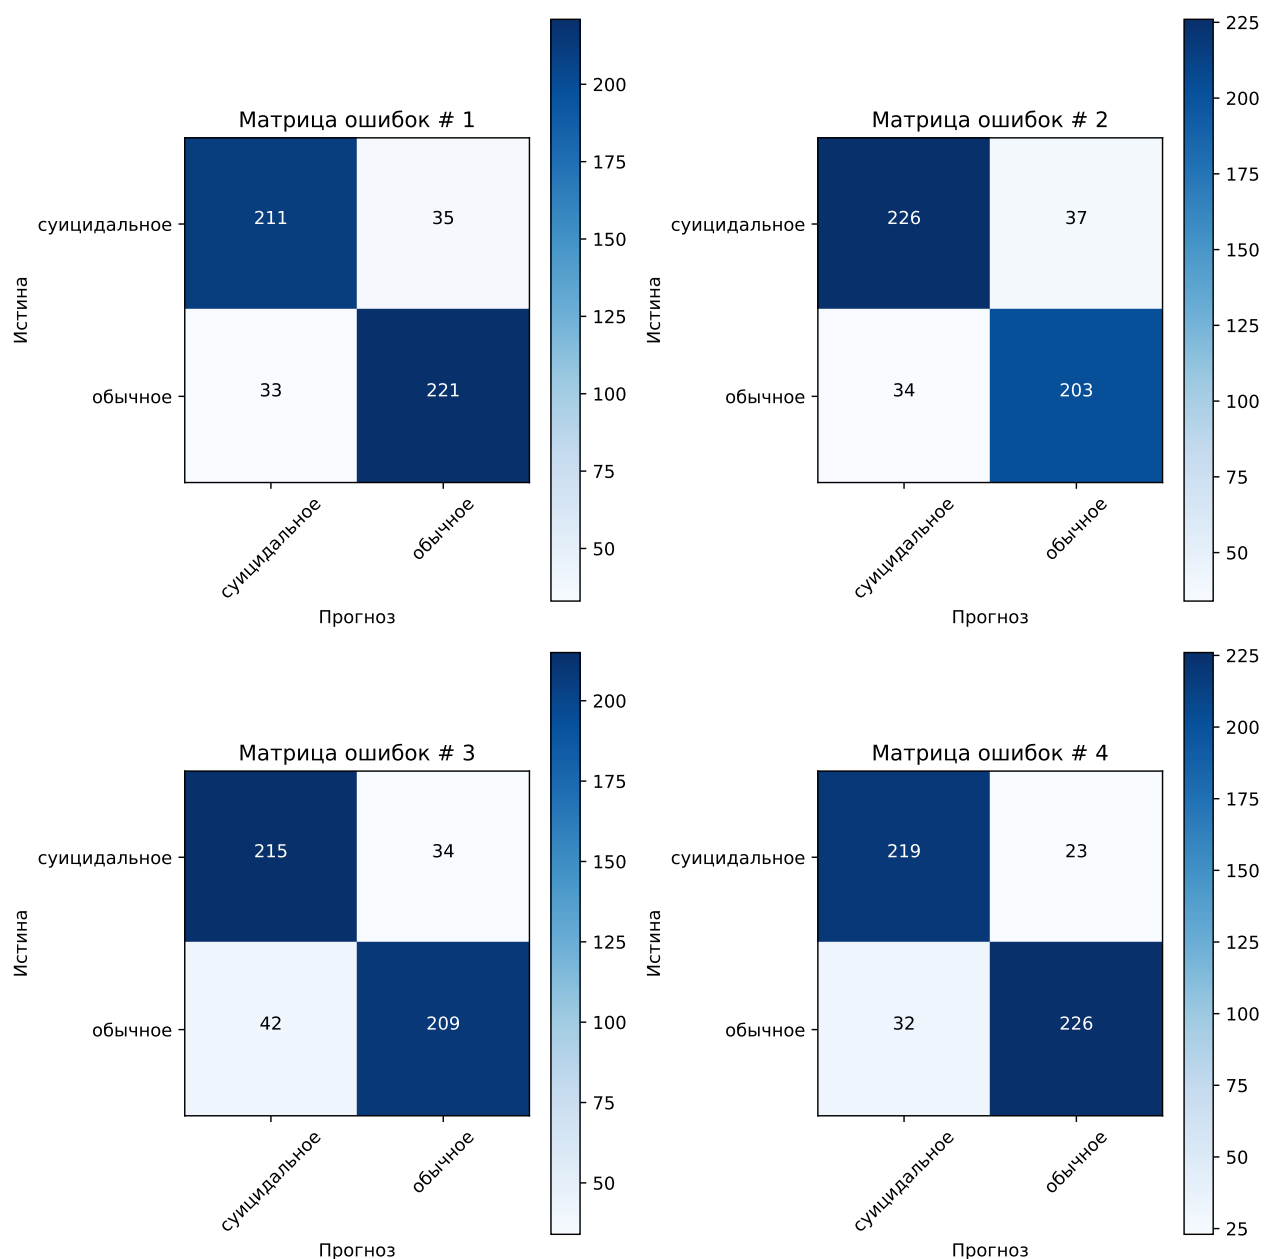 Матрица ошибок # 1
суицидальное
обычное
Истина
211 35
33 221
суицидальное
обычное
Прогноз
200
175
150
125
100
75
50
Матрица ошибок # 2
суицидальное
обычное
Истина
226 37
34 203
суицидальное
обычное
Прогноз
225
200
175
150
125
100
75
50
Матрица ошибок # 3
суицидальное
обычное
Истина
215 34
42 209
суицидальное
обычное
Прогноз
200
175
150
125
100
75
50
Матрица ошибок # 4
суицидальное
обычное
Истина
219 23
32 226
суицидальное
обычное
Прогноз
225
200
175
150
125
100
75
50
25